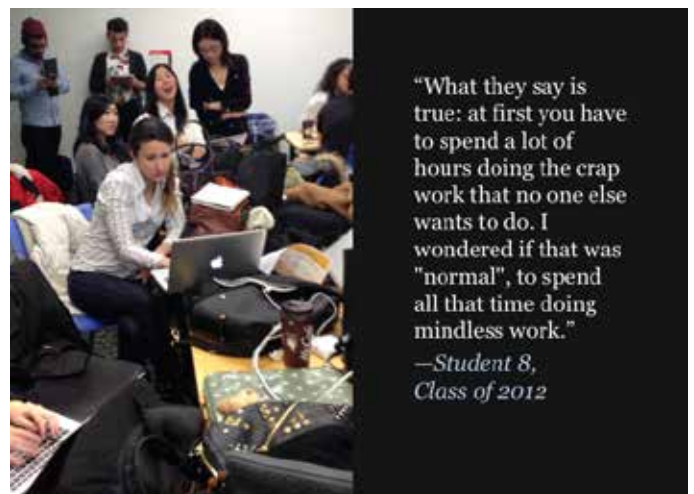 “What they say is
true: at first you have
to spend a lot of
hours doing the crap
work that no one else
wants to do. I
wondered if that was
"normal", to spend
all that time doing
mindless work.”
—Student 8,
Class of 2012